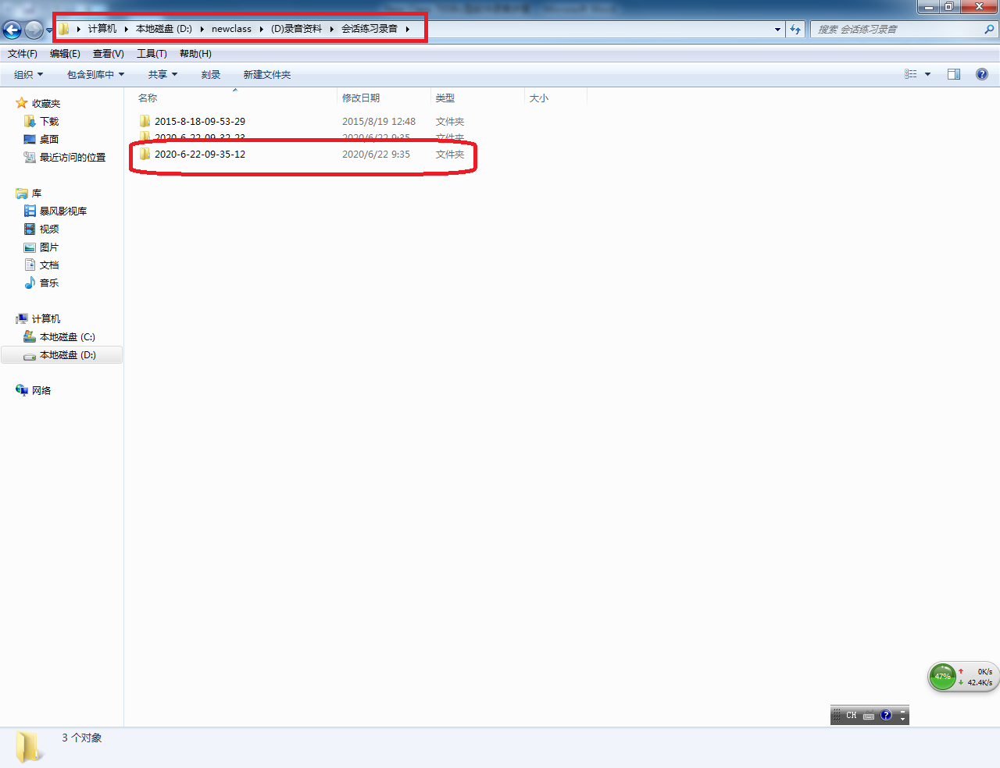 计算机 本地磁盘 (D:) newclass (D)录音资料 会话练习录音
搜索 会话练习录音
文件(F) 编辑(E) 查看(V) 工具(T) 帮助(H)
组织 包含到库中 共享 刻录 新建文件夹
名称 修改日期 类型 大小
2015-8-18-09-53-29 2015/8/19 12:48 文件夹
2020-6-22-09-32-23 2020/6/22 9:35 文件夹
2020-6-22-09-35-12 2020/6/22 9:35 文件夹
收藏夹
下载
桌面
最近访问的位置
库
暴风影视库
视频
图片
文档
音乐
计算机
本地磁盘 (C:)
本地磁盘 (D:)
网络
47%
0K/s
42.4K/s
CH
3 个对象